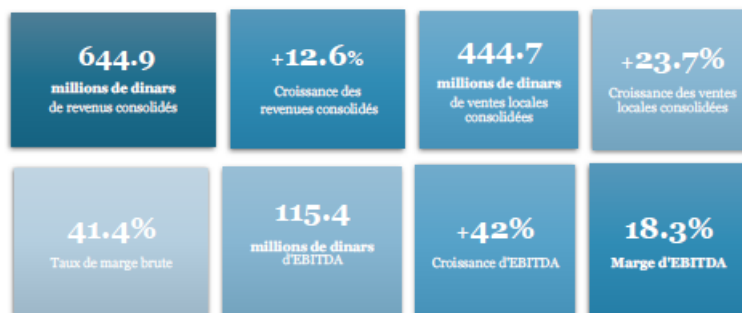 644.9
millions de dinars
de revenus consolidés
+12.6%
Croissance des
revenues consolidés
444.7
millions de dinars
de ventes locales
consolidées
+23.7%
Croissance des ventes
locales consolidées
41.4%
Taux de marge brute
115.4
millions de dinars
d'EBITDA
+42%
Croissance d'EBITDA
18.3%
Marge d'EBITDA